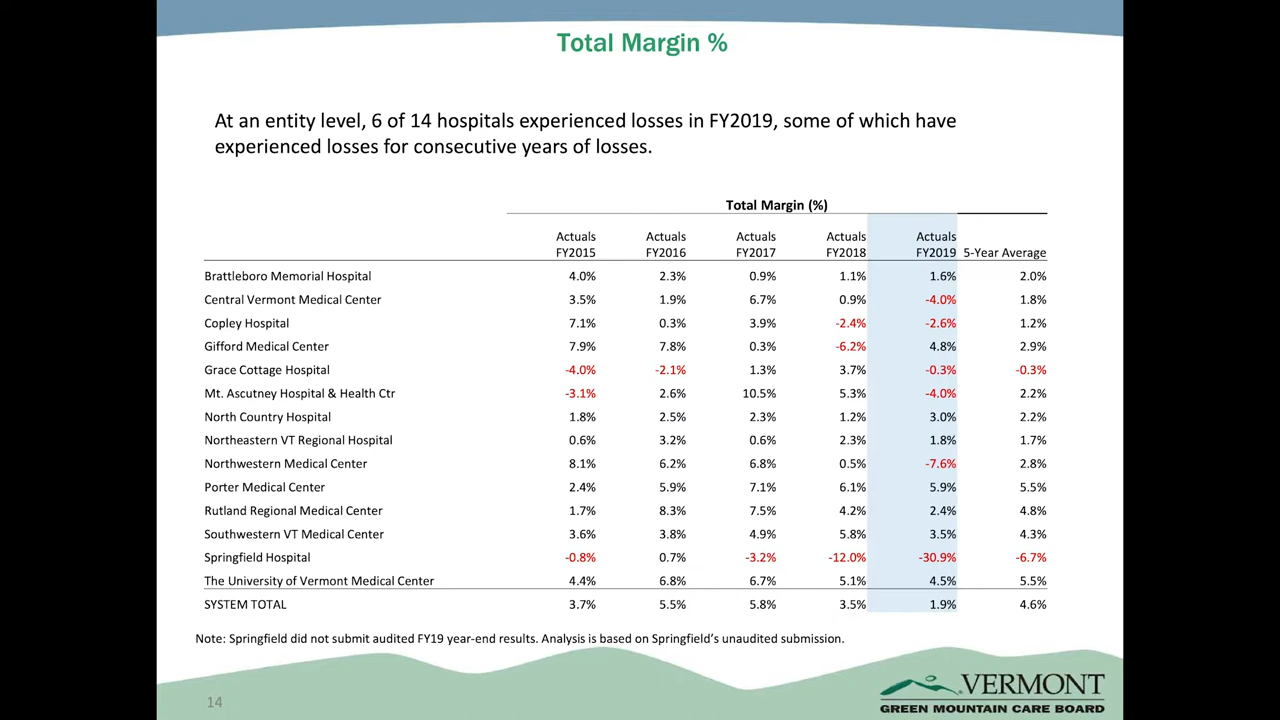 Total Margin %
At an entity level, 6 of 14 hospitals experienced losses in FY2019, some of which have
experienced losses for consecutive years of losses.
Total Margin (%)
Actuals Actuals Actuals Actuals Actuals
FY2015 FY2016 FY2017 FY2018 FY2019 5-Year Average
Brattleboro Memorial Hospital 4.0% 2.3% 0.9% 1.1% 1.6% 2.0%
Central Vermont Medical Center 3.5% 1.9% 6.7% 0.9% -4.0% 1.8%
Copley Hospital 7.1% 0.3% 3.9% -2.4% -2.6% 1.2%
Gifford Medical Center 7.9% 7.8% 0.3% -6.2% 4.8% 2.9%
Grace Cottage Hospital -4.0% -2.1% 1.3% 3.7% -0.3% -0.3%
Mt. Ascutney Hospital & Health Ctr -3.1% 2.6% 10.5% 5.3% -4.0% 2.2%
North Country Hospital 1.8% 2.5% 2.3% 1.2% 3.0% 2.2%
Northeastern VT Regional Hospital 0.6% 3.2% 0.6% 2.3% 1.8% 1.7%
Northwestern Medical Center 8.1% 6.2% 6.8% 0.5% -7.6% 2.8%
Porter Medical Center 2.4% 5.9% 7.1% 6.1% 5.9% 5.5%
Rutland Regional Medical Center 1.7% 8.3% 7.5% 4.2% 2.4% 4.8%
Southwestern VT Medical Center 3.6% 3.8% 4.9% 5.8% 3.5% 4.3%
Springfield Hospital -0.8% 0.7% -3.2% -12.0% -30.9% -6.7%
The University of Vermont Medical Center 4.4% 6.8% 6.7% 5.1% 4.5% 5.5%
SYSTEM TOTAL 3.7% 5.5% 5.8% 3.5% 1.9% 4.6%
Note: Springfield did not submit audited FY19 year-end results. Analysis is based on Springfield's unaudited submission.
14
VERMONT
GREEN MOUNTAIN CARE BOARD